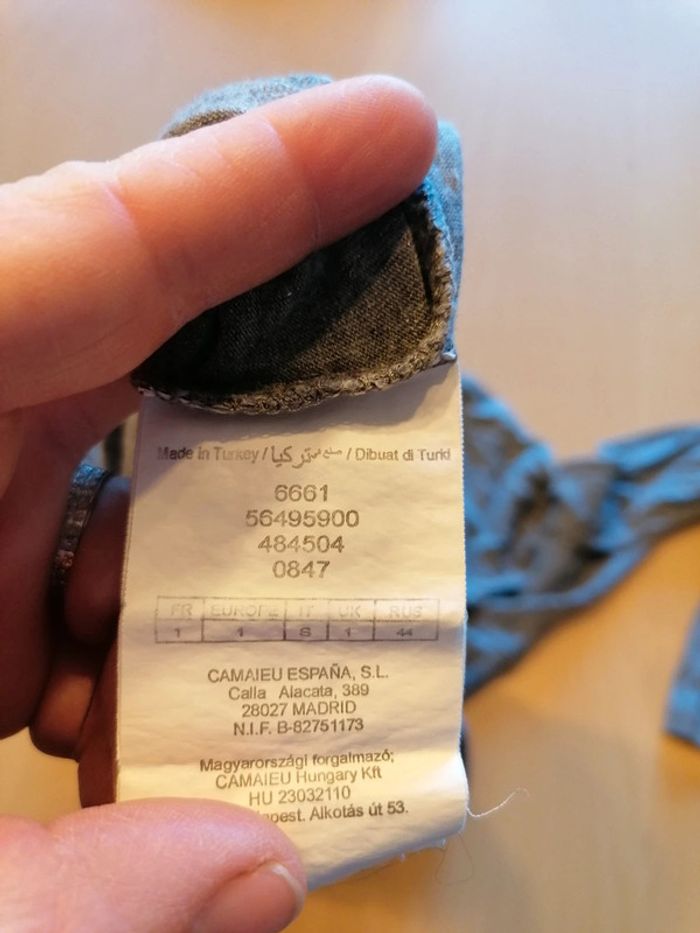 Made in Turkey / صنع في تركيا / Dibuat di Turki
6661
56495900
484504
0847
FR EUROPE IT UK RUS
1 1 S 1 44
CAMAIEU ESPAÑA, S.L.
Calla Alacata, 389
28027 MADRID
N.I.F. B-82751173
Magyarországi forgalmazó;
CAMAIEU Hungary Kft
HU 23032110
Alkotás út 53.